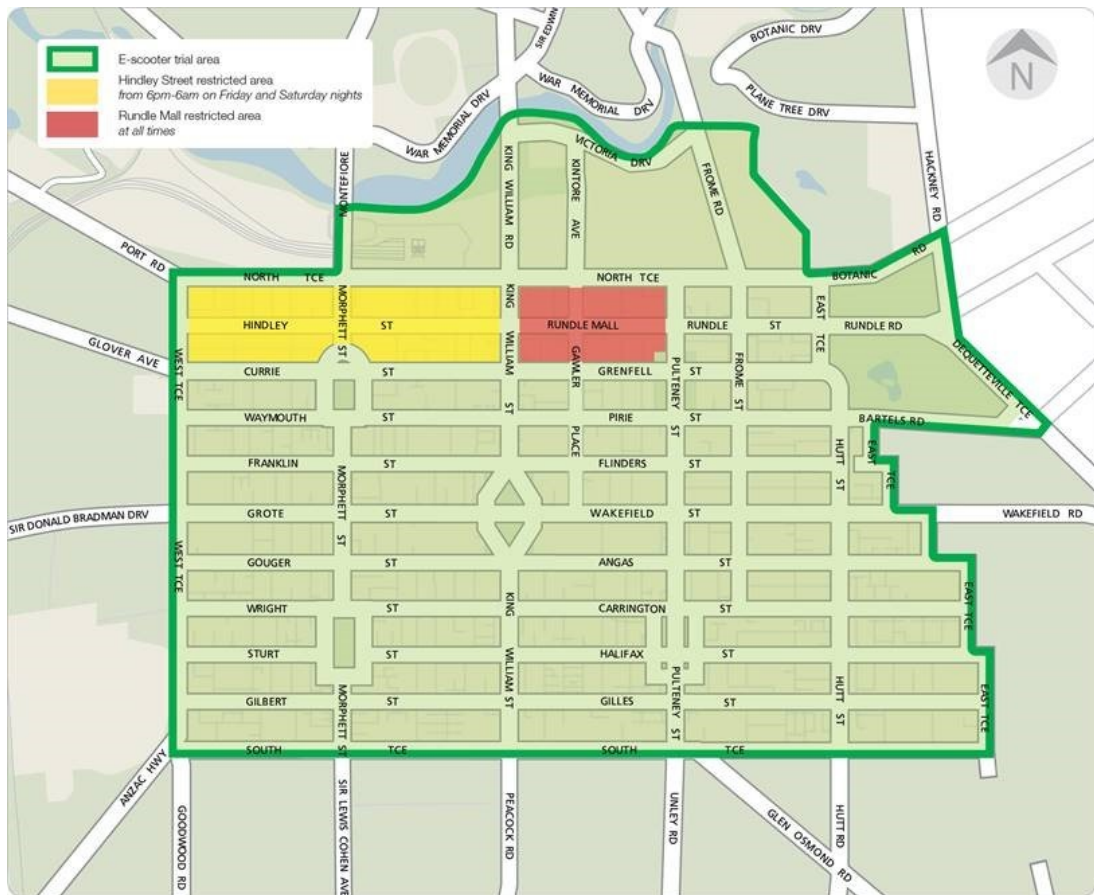 E-scooter trial area
Hindley Street restricted area
from 6pm-6am on Friday and Saturday nights
Rundle Mall restricted area
at all times
N
SIR EDWN
BOTANIC DRV
WAR MEMORIAL DRV
WAR MEMORIAL DRV
PLANE TREE DRV
MONTEFIORE
KING WILLIAM RD
KINTORE AVE
VICTORIA DRV
FROME RD
HACKNEY RD
PORT RD
NORTH TCE
NORTH TCE
BOTANIC RD
HINDLEY ST
MORPHETT ST
KING WILLIAM ST
RUNDLE MALL
RUNDLE ST
EAST TCE
RUNDLE RD
GLOVER AVE
WEST TCE
CURRIE ST
GAWLER PLACE
GRENFELL ST
PULTENEY ST
FROME ST
DEQUETTEVILLE TCE
WAYMOUTH ST
PIRIE ST
BARTELS RD
FRANKLIN ST
FLINDERS ST
HUTT ST
EAST TCE
SIR DONALD BRADMAN DRV
GROTE ST
MORPHETT ST
WAKEFIELD ST
WAKEFIELD RD
WEST TCE
GOUGER ST
ANGAS ST
WRIGHT ST
KING WILLIAM ST
CARRINGTON ST
EAST TCE
STURT ST
HALIFAX ST
GILBERT ST
MORPHETT ST
GILLES ST
PULTENEY ST
HUTT ST
EAST TCE
SOUTH TCE
SOUTH TCE
ANZAC HWY
GOODWOOD RD
SIR LEWIS COHEN AVE
PEACOCK RD
UNLEY RD
GLEN OSMOND RD
HUTT RD